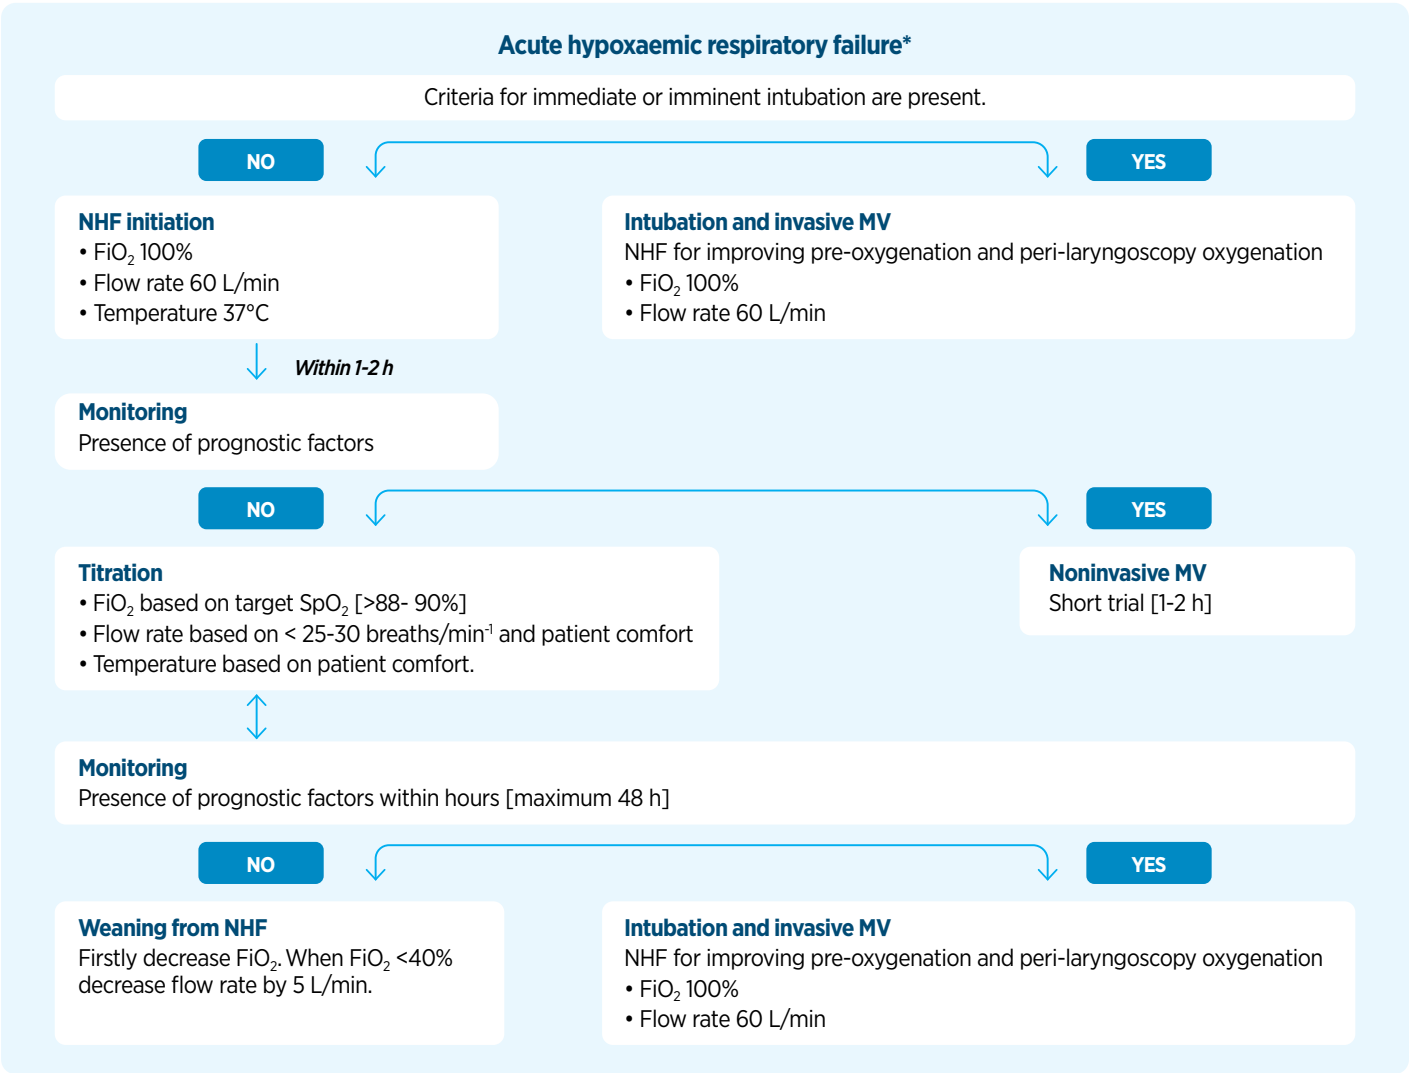 Acute hypoxaemic respiratory failure*
Criteria for immediate or imminent intubation are present.
NO
YES
NHF initiation
• FiO₂ 100%
• Flow rate 60 L/min
• Temperature 37°C
Intubation and invasive MV
NHF for improving pre-oxygenation and peri-laryngoscopy oxygenation
• FiO₂ 100%
• Flow rate 60 L/min
Within 1-2 h
Monitoring
Presence of prognostic factors
NO
YES
Titration
• FiO₂ based on target SpO₂ [>88- 90%]
• Flow rate based on < 25-30 breaths/min⁻¹ and patient comfort
• Temperature based on patient comfort.
Noninvasive MV
Short trial [1-2 h]
Monitoring
Presence of prognostic factors within hours [maximum 48 h]
NO
YES
Weaning from NHF
Firstly decrease FiO₂. When FiO₂ <40%
decrease flow rate by 5 L/min.
Intubation and invasive MV
NHF for improving pre-oxygenation and peri-laryngoscopy oxygenation
• FiO₂ 100%
• Flow rate 60 L/min